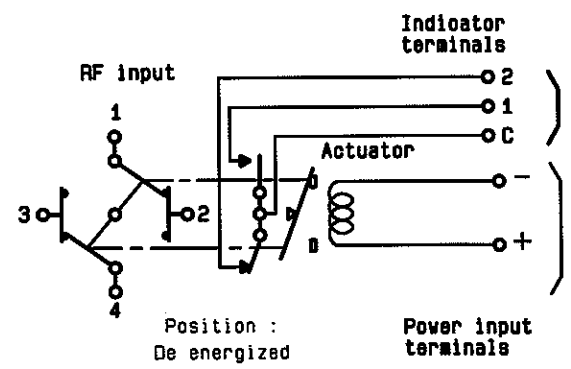 Indicator
terminals
RF input
2
1
1
C
Actuator
-
3
2
+
4
Position :
De energized
Power input
terminals